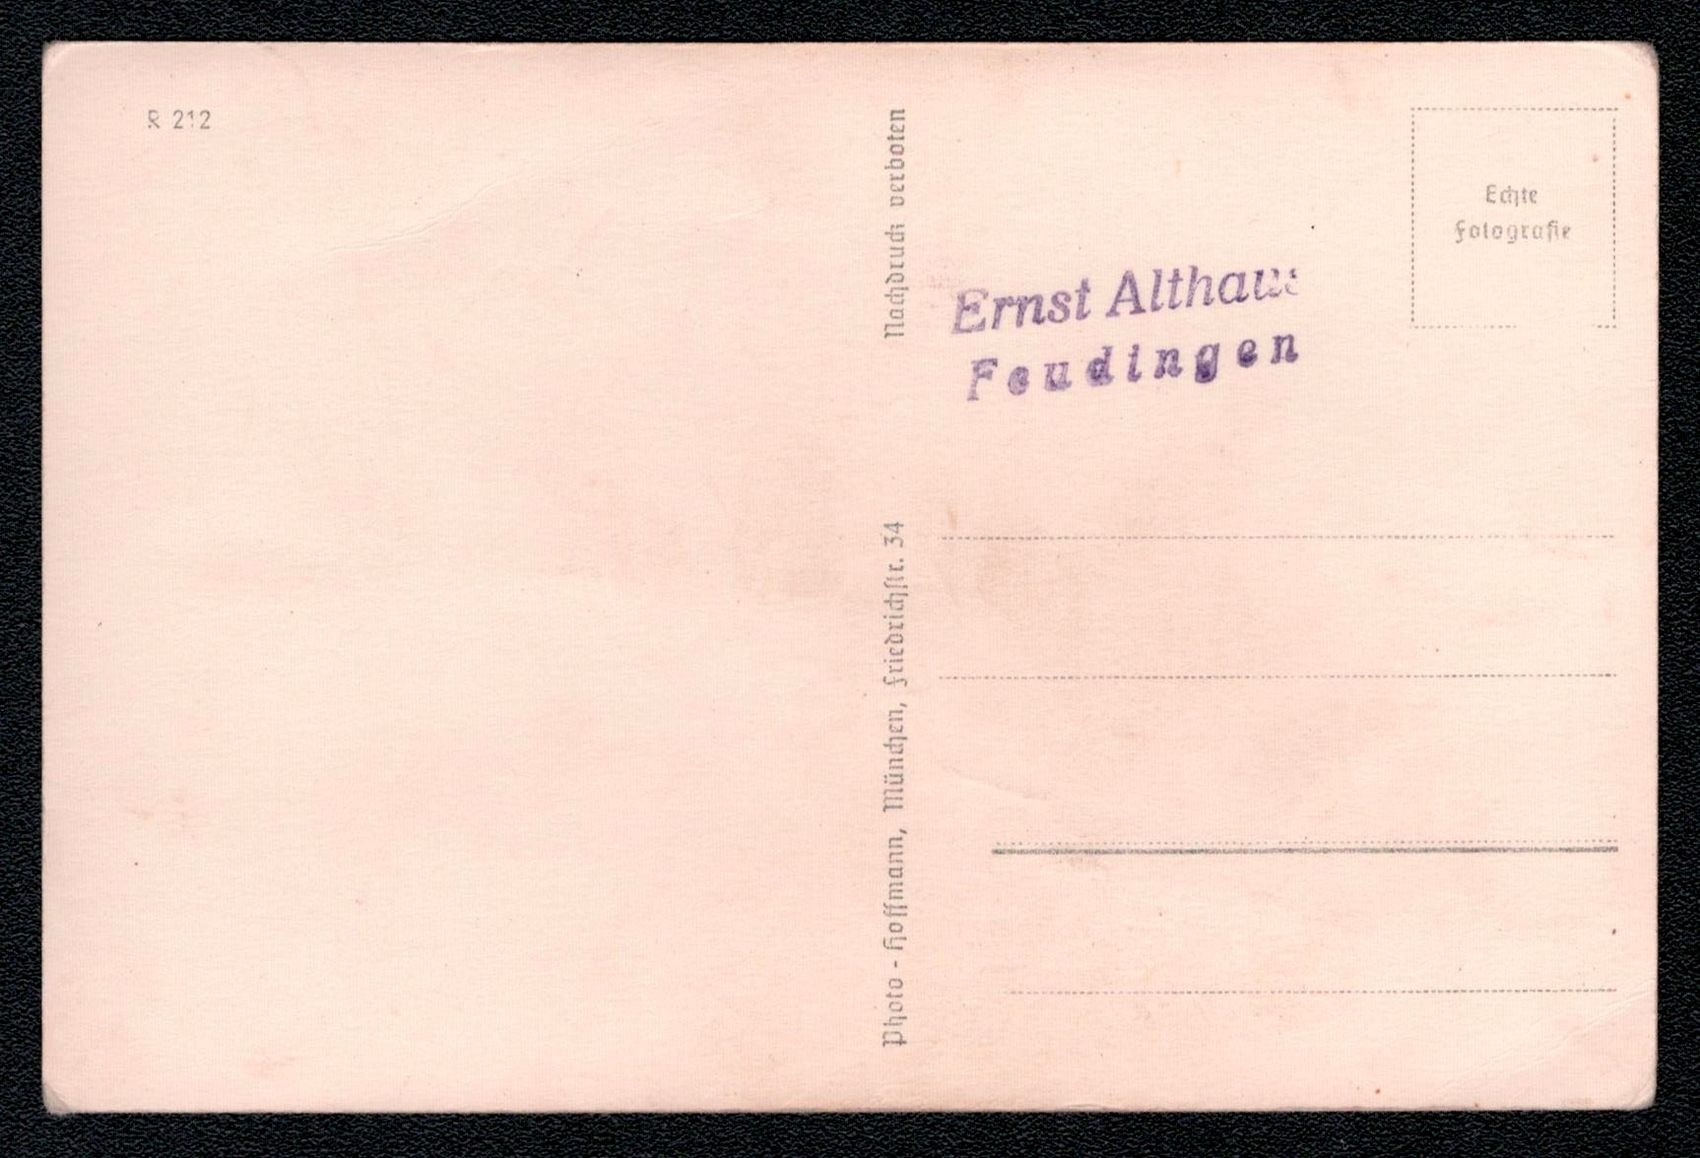 R 212
Nachdruck verboten
Photo-Hoffmann, München, Friedrichstr. 34
Echte
Fotografie
Ernst Althaus
Feudingen